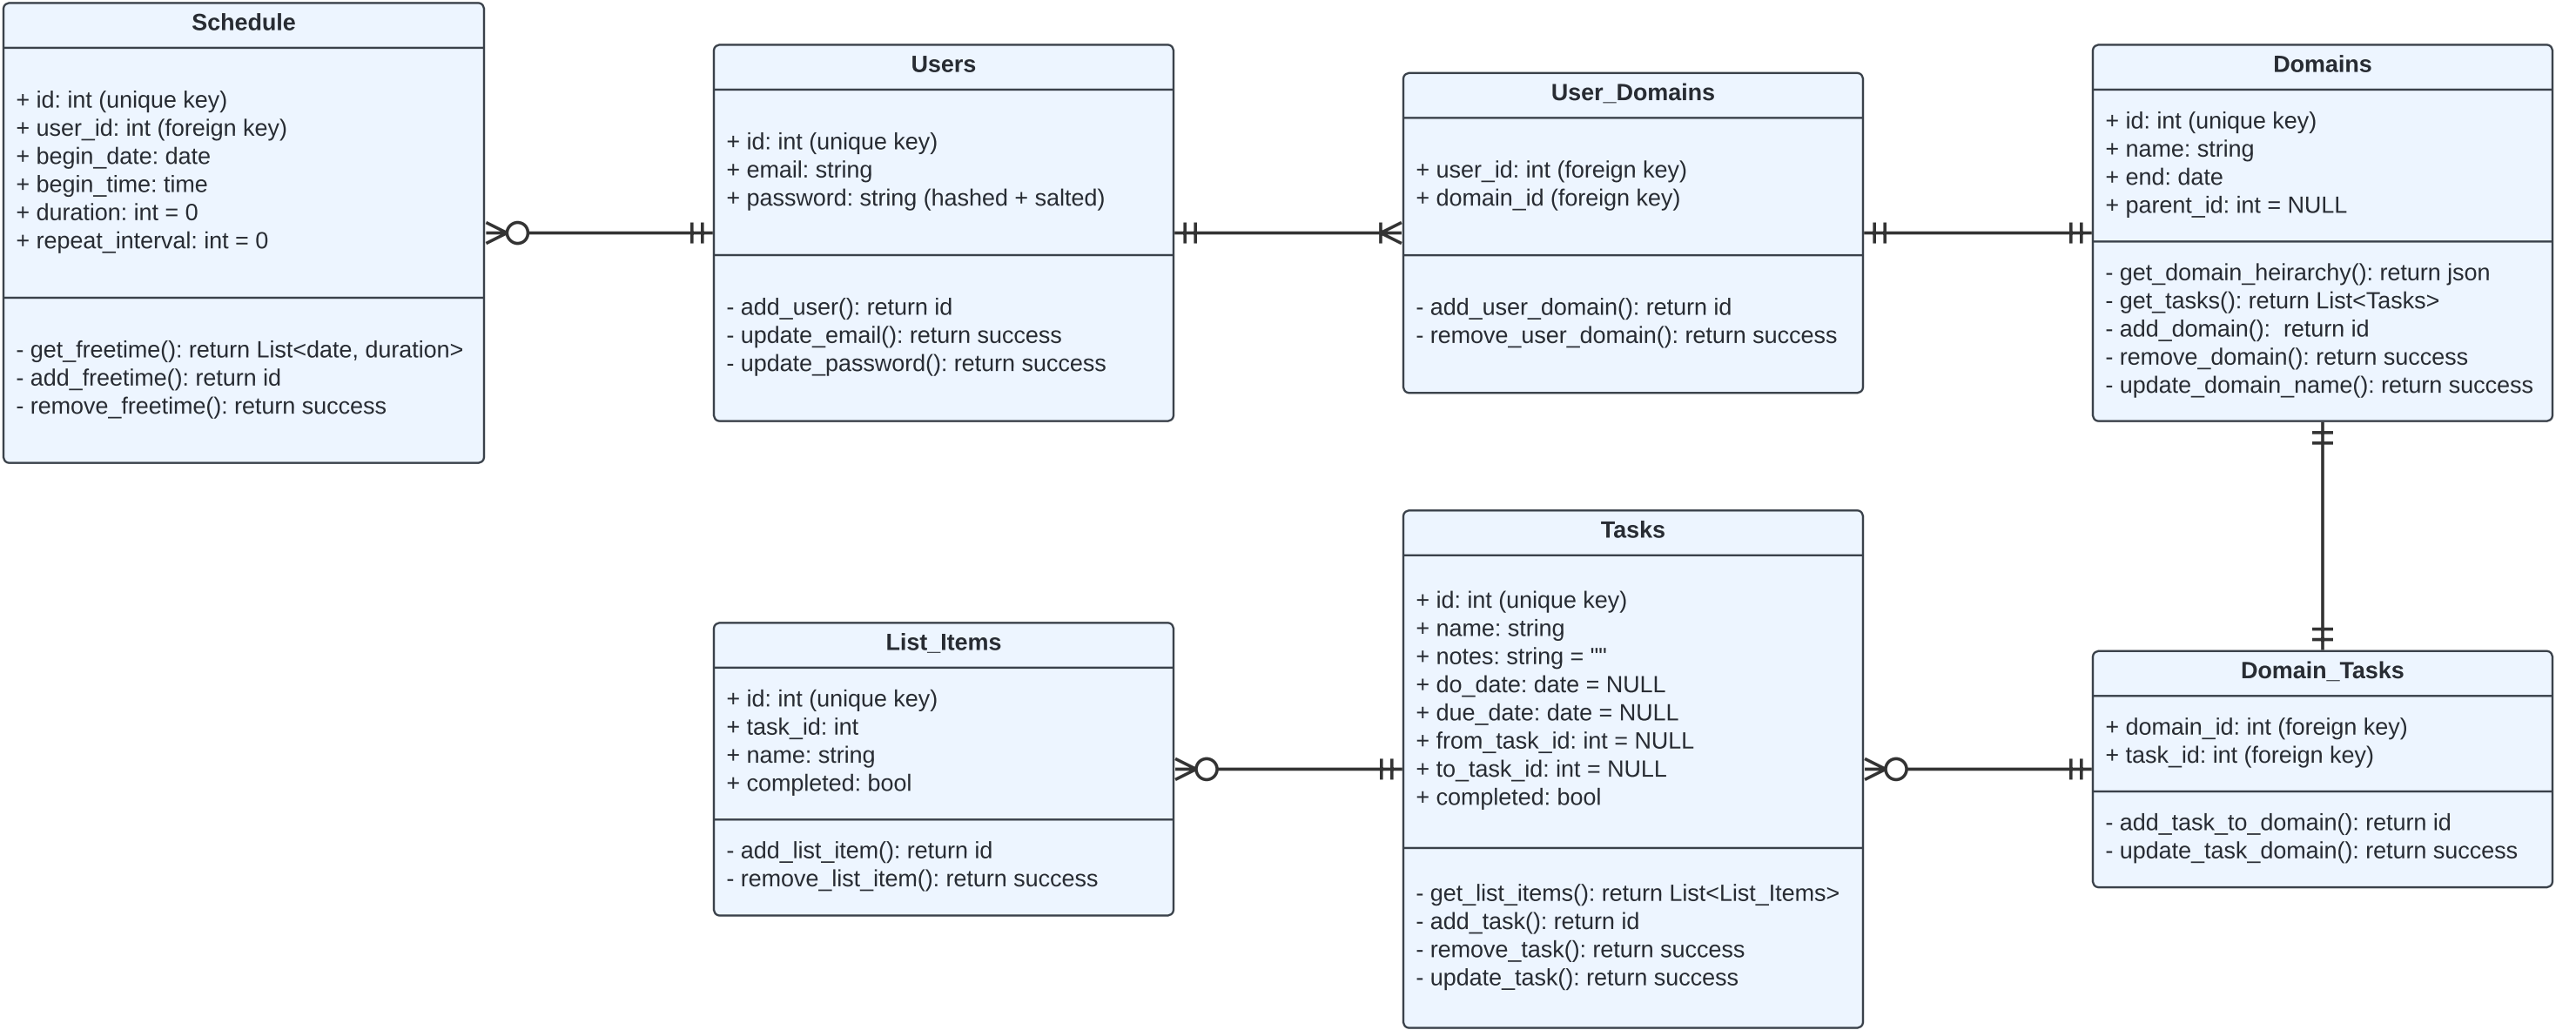 Schedule
+ id: int (unique key)
+ user_id: int (foreign key)
+ begin_date: date
+ begin_time: time
+ duration: int = 0
+ repeat_interval: int = 0
- get_freetime(): return List<date, duration>
- add_freetime(): return id
- remove_freetime(): return success
Users
+ id: int (unique key)
+ email: string
+ password: string (hashed + salted)
- add_user(): return id
- update_email(): return success
- update_password(): return success
User_Domains
+ user_id: int (foreign key)
+ domain_id (foreign key)
- add_user_domain(): return id
- remove_user_domain(): return success
Domains
+ id: int (unique key)
+ name: string
+ end: date
+ parent_id: int = NULL
- get_domain_heirarchy(): return json
- get_tasks(): return List<Tasks>
- add_domain():  return id
- remove_domain(): return success
- update_domain_name(): return success
List_Items
+ id: int (unique key)
+ task_id: int
+ name: string
+ completed: bool
- add_list_item(): return id
- remove_list_item(): return success
Tasks
+ id: int (unique key)
+ name: string
+ notes: string = ""
+ do_date: date = NULL
+ due_date: date = NULL
+ from_task_id: int = NULL
+ to_task_id: int = NULL
+ completed: bool
- get_list_items(): return List<List_Items>
- add_task(): return id
- remove_task(): return success
- update_task(): return success
Domain_Tasks
+ domain_id: int (foreign key)
+ task_id: int (foreign key)
- add_task_to_domain(): return id
- update_task_domain(): return success